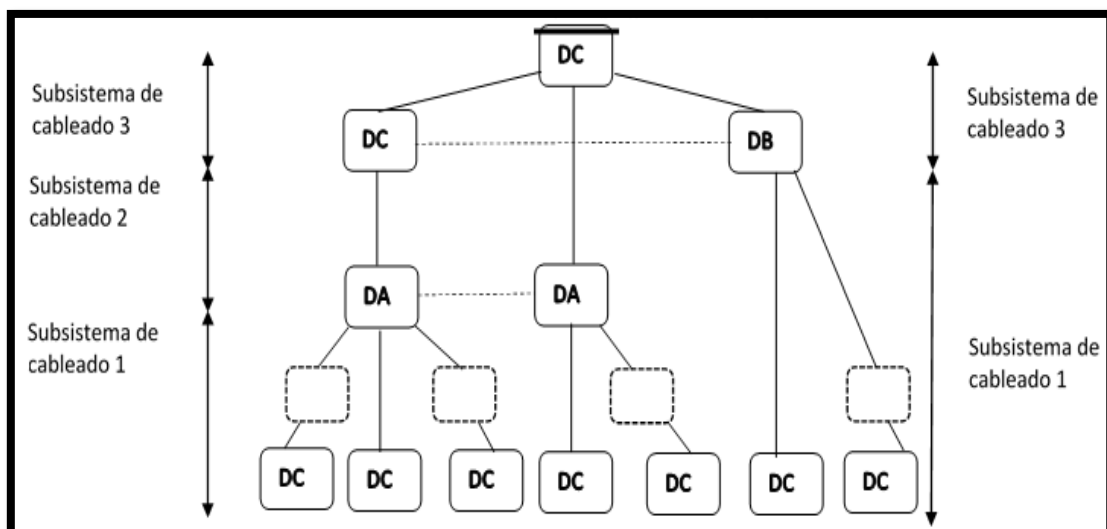 DC
Subsistema de
cableado 3
Subsistema de
cableado 3
DC
DB
Subsistema de
cableado 2
DA
DA
Subsistema de
cableado 1
Subsistema de
cableado 1
DC
DC
DC
DC
DC
DC
DC